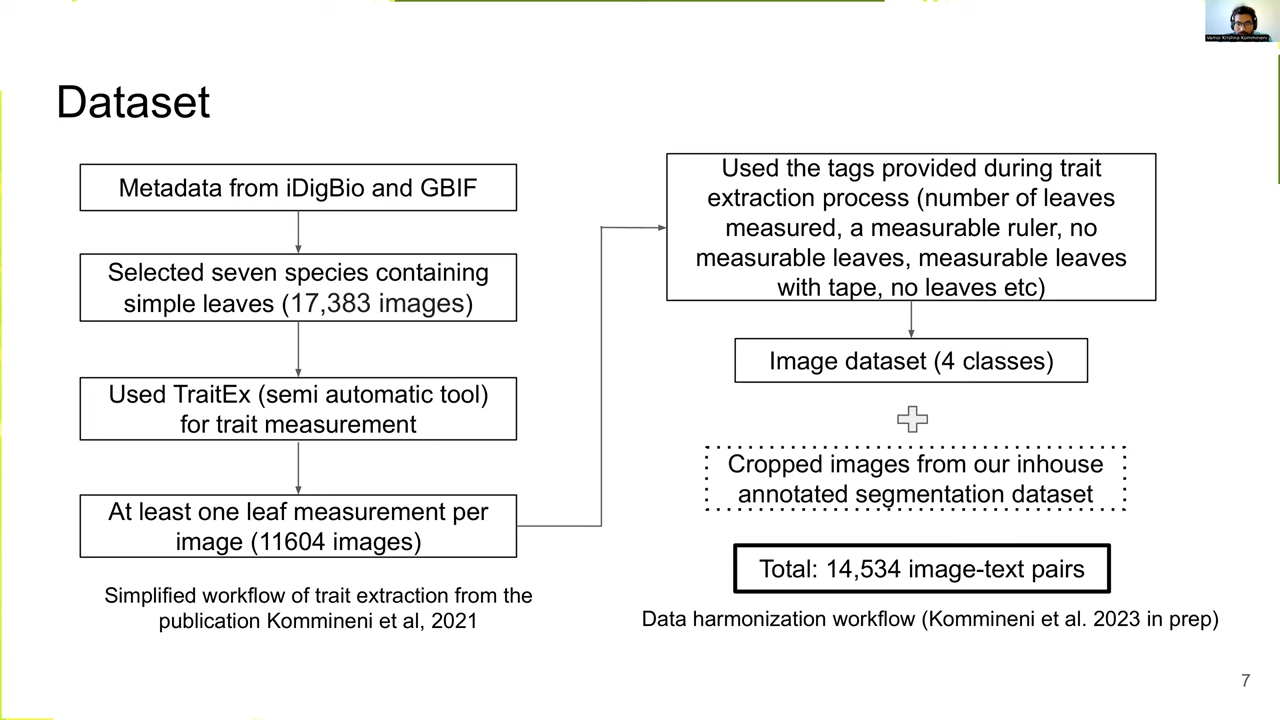 Vamsi Krishna Kommineni
Dataset
Metadata from iDigBio and GBIF
Selected seven species containing
simple leaves (17,383 images)
Used TraitEx (semi automatic tool)
for trait measurement
At least one leaf measurement per
image (11604 images)
Simplified workflow of trait extraction from the
publication Kommineni et al, 2021
Used the tags provided during trait
extraction process (number of leaves
measured, a measurable ruler, no
measurable leaves, measurable leaves
with tape, no leaves etc)
Image dataset (4 classes)
Cropped images from our inhouse
annotated segmentation dataset
Total: 14,534 image-text pairs
Data harmonization workflow (Kommineni et al. 2023 in prep)
7